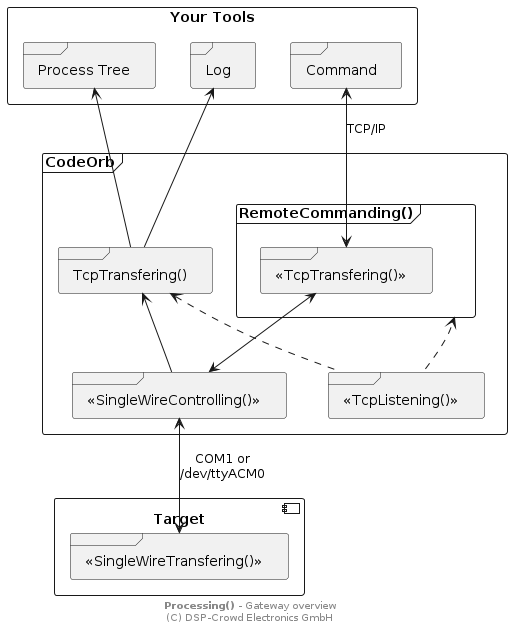 Your Tools
Process Tree
Log
Command
TCP/IP
CodeOrb
RemoteCommanding()
TcpTransfering()
«TcpTransfering()»
«SingleWireControlling()»
«TcpListening()»
COM1 or
/dev/ttyACM0
Target
«SingleWireTransfering()»
Processing() - Gateway overview
(C) DSP-Crowd Electronics GmbH